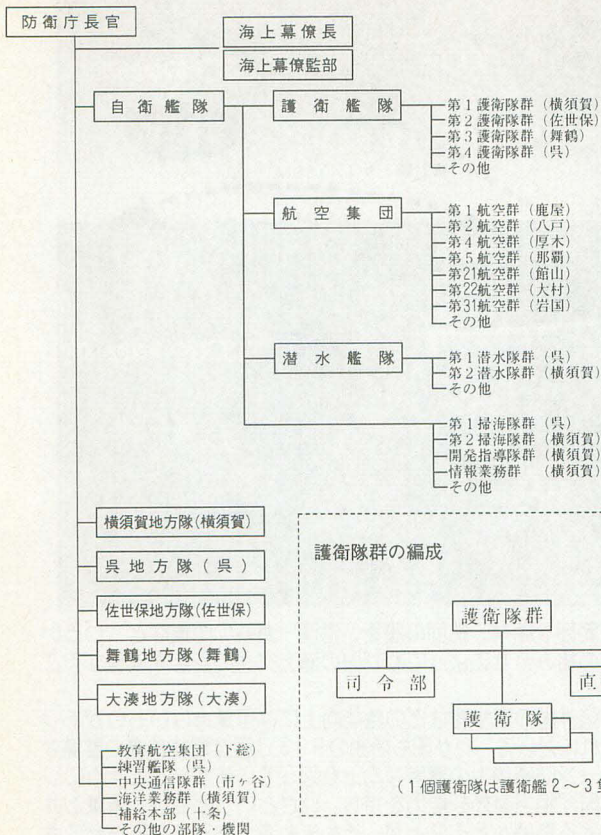 防衛庁長官
海上幕僚長
海上幕僚監部
自衛艦隊
護衛艦隊
第1護衛隊群（横須賀）
第2護衛隊群（佐世保）
第3護衛隊群（舞鶴）
第4護衛隊群（呉）
その他
航空集団
第1航空群（鹿屋）
第2航空群（八戸）
第4航空群（厚木）
第5航空群（那覇）
第21航空群（館山）
第22航空群（大村）
第31航空群（岩国）
その他
潜水艦隊
第1潜水隊群（呉）
第2潜水隊群（横須賀）
その他
第1掃海隊群（呉）
第2掃海隊群（横須賀）
開発指導隊群（横須賀）
情報業務群（横須賀）
その他
横須賀地方隊（横須賀）
呉地方隊（呉）
佐世保地方隊（佐世保）
舞鶴地方隊（舞鶴）
大湊地方隊（大湊）
教育航空集団（下総）
練習艦隊（呉）
中央通信隊群（市ヶ谷）
海洋業務群（横須賀）
補給本部（十条）
その他の部隊・機関
護衛隊群の編成
護衛隊群
司令部
直
護衛隊
（1個護衛隊は護衛艦2～3